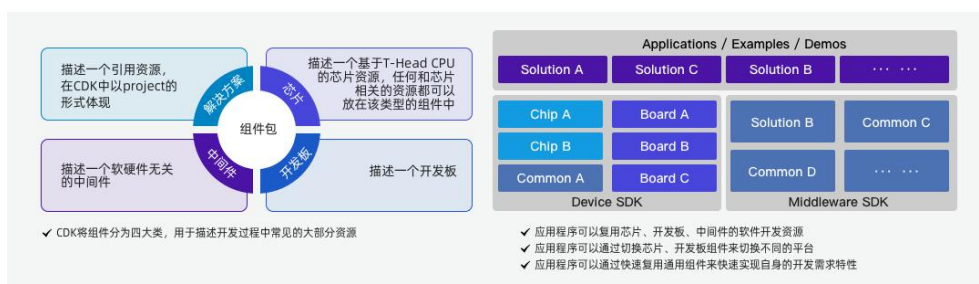 描述一个引用资源,
在CDK中以project的
形式体现
描述一个基于T-Head CPU
的芯片资源,任何和芯片
相关的资源都可以
放在该类型的组件中
解决方案
芯片
组件包
中间件
开发板
描述一个软硬件无关
的中间件
描述一个开发板
✓ CDK将组件分为四大类,用于描述开发过程中常见的大部分资源
Applications / Examples / Demos
Solution A
Solution C
Solution B
... ...
Chip A
Board A
Chip B
Board B
Common A
Board C
Device SDK
Solution B
Common C
Common D
... ...
Middleware SDK
✓ 应用程序可以复用芯片、开发板、中间件的软件开发资源
✓ 应用程序可以通过切换芯片、开发板组件来切换不同的平台
✓ 应用程序可以通过快速复用通用组件来快速实现自身的开发需求特性